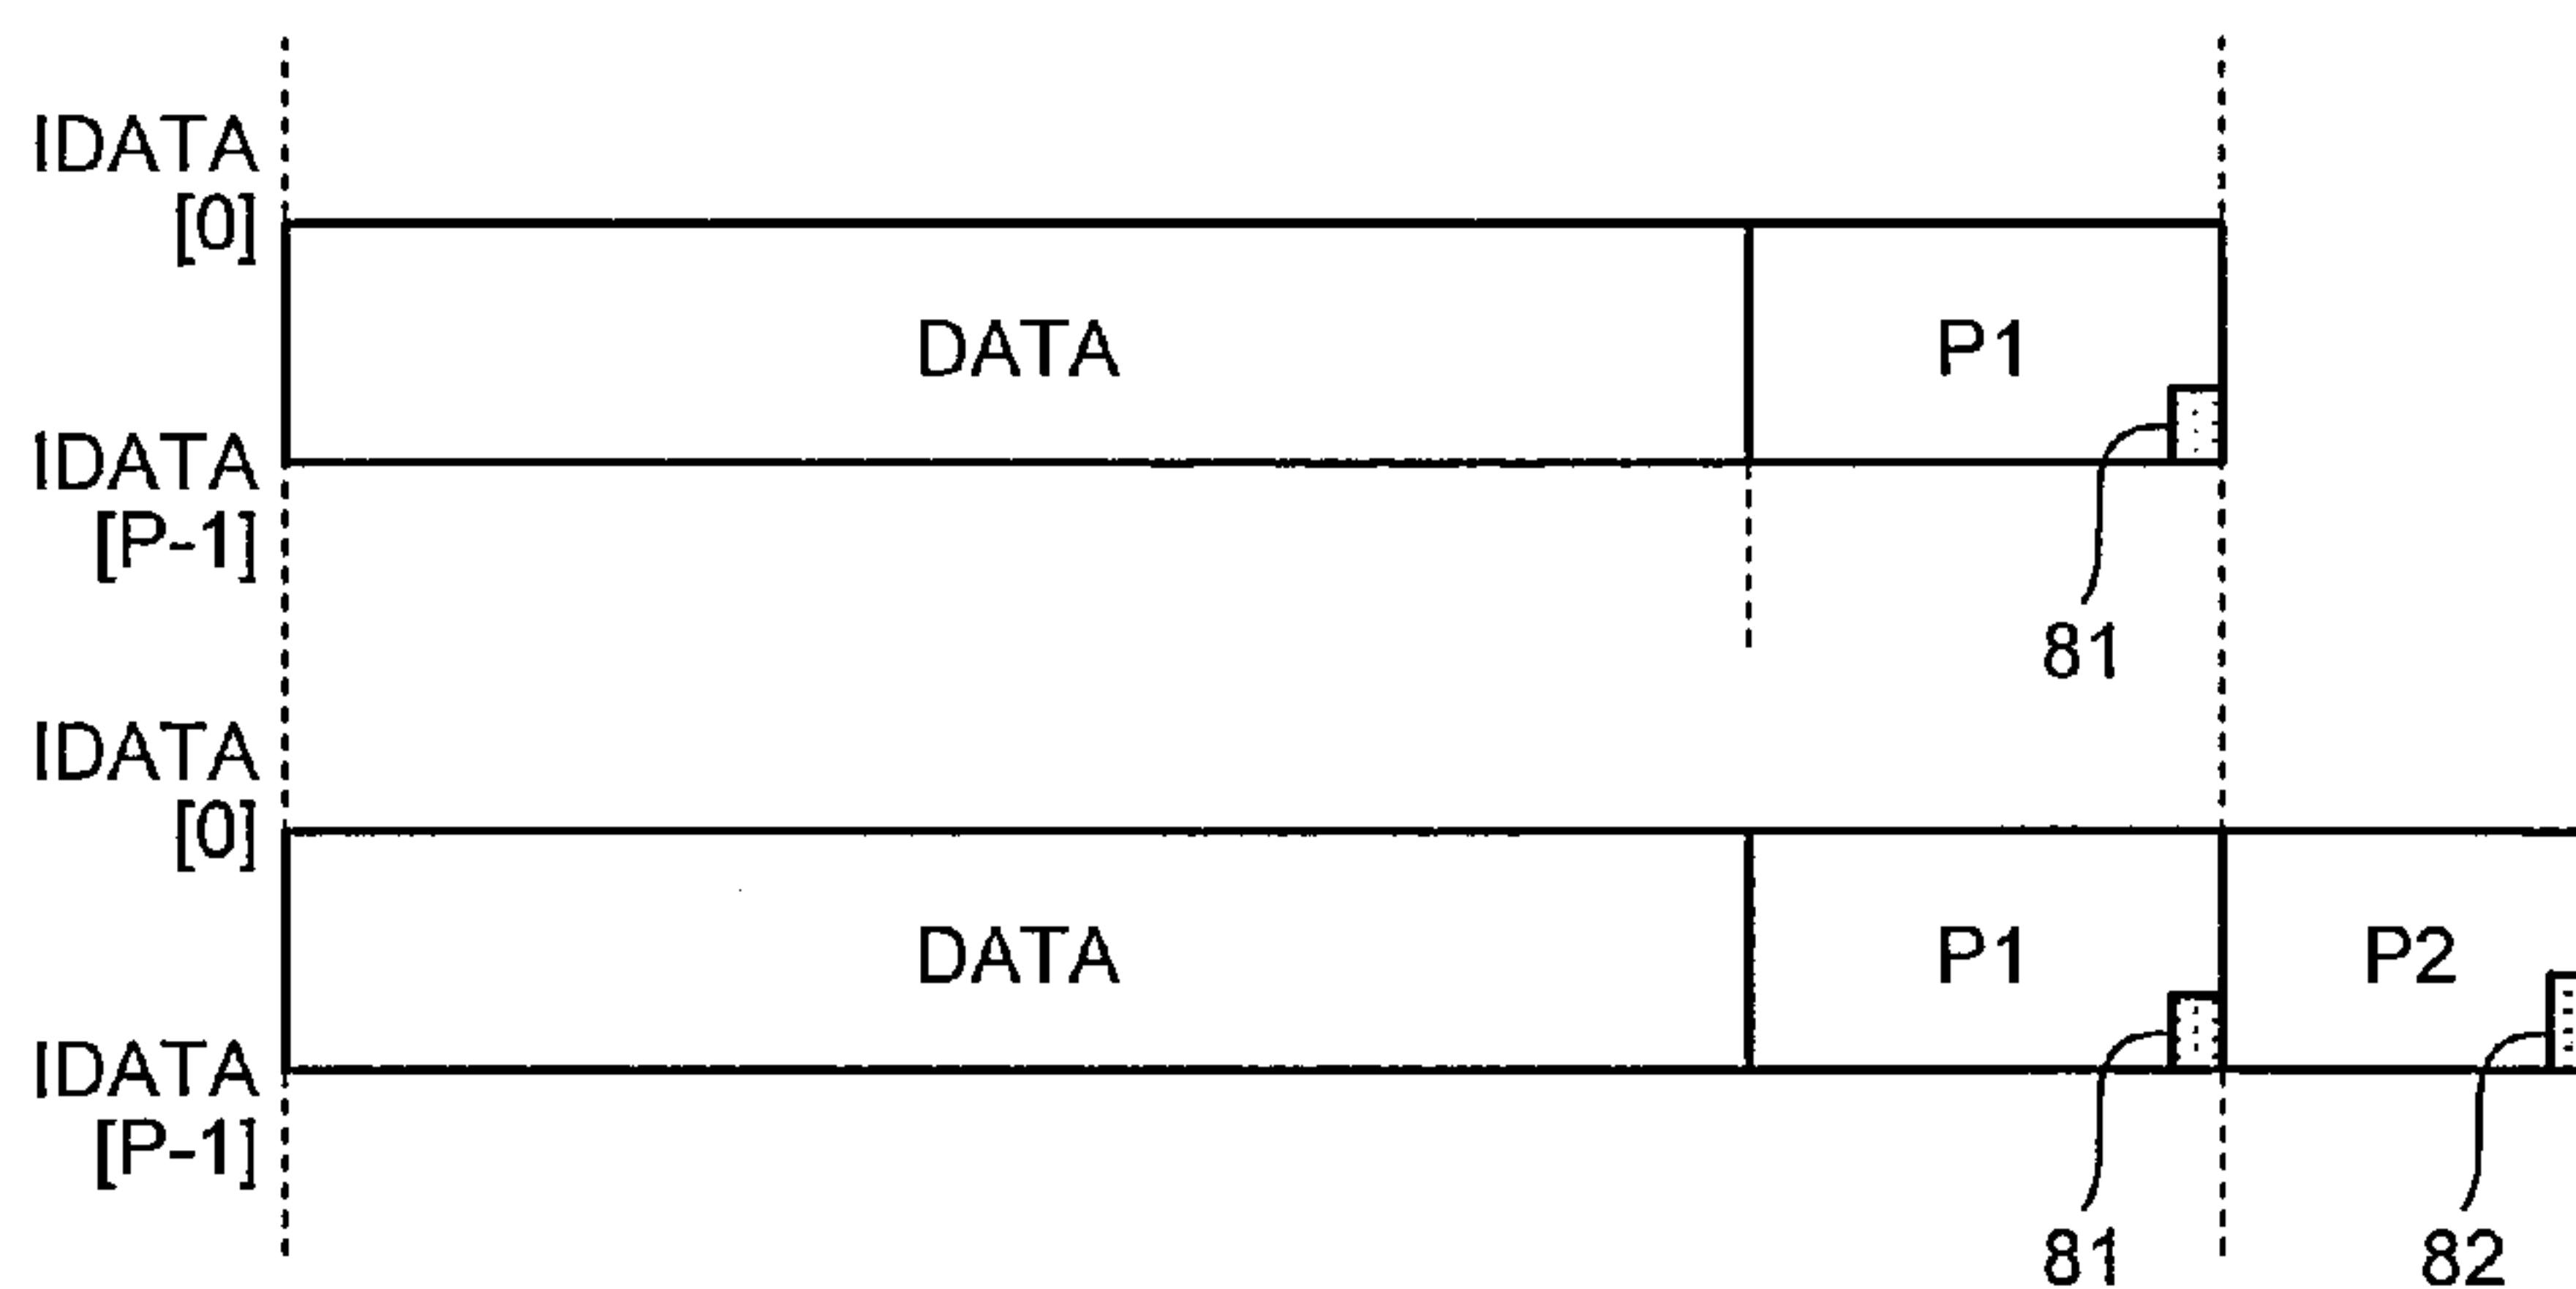 IDATA
[0]
DATA
P1
IDATA
[P-1]
81
IDATA
[0]
DATA
P1
P2
IDATA
[P-1]
81
82